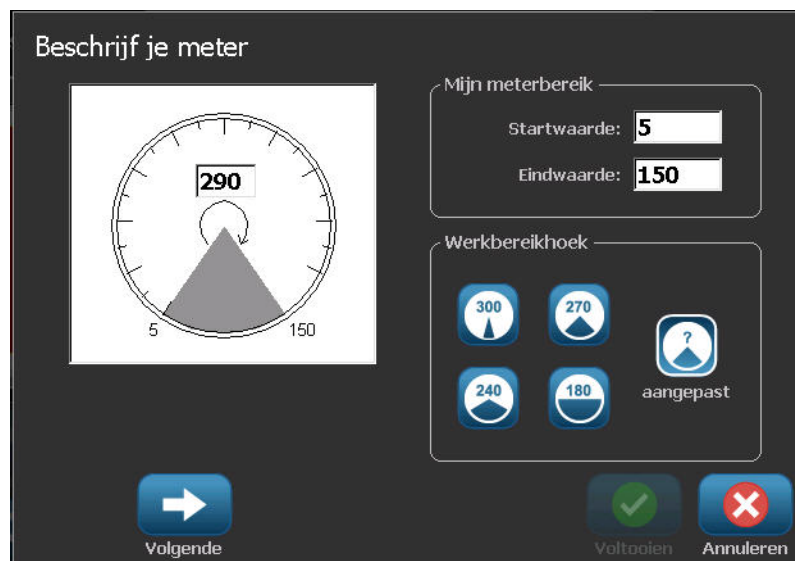 Beschrijf je meter
290
5
150
Mijn meterbereik
Startwaarde: 5
Eindwaarde: 150
Werkbereikhoek
300
270
?
240
180
aangepast
Volgende
Voltooien
Annuleren